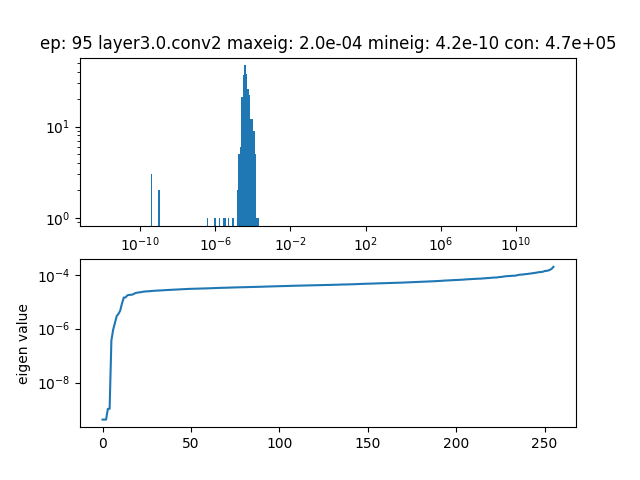 ep: 95 layer3.0.conv2 maxeig: 2.0e-04 mineig: 4.2e-10 con: 4.7e+05
10¹
10⁰
10⁻¹⁰ 10⁻⁶ 10⁻² 10² 10⁶ 10¹⁰
10⁻⁴
10⁻⁶
10⁻⁸
eigen value
0 50 100 150 200 250